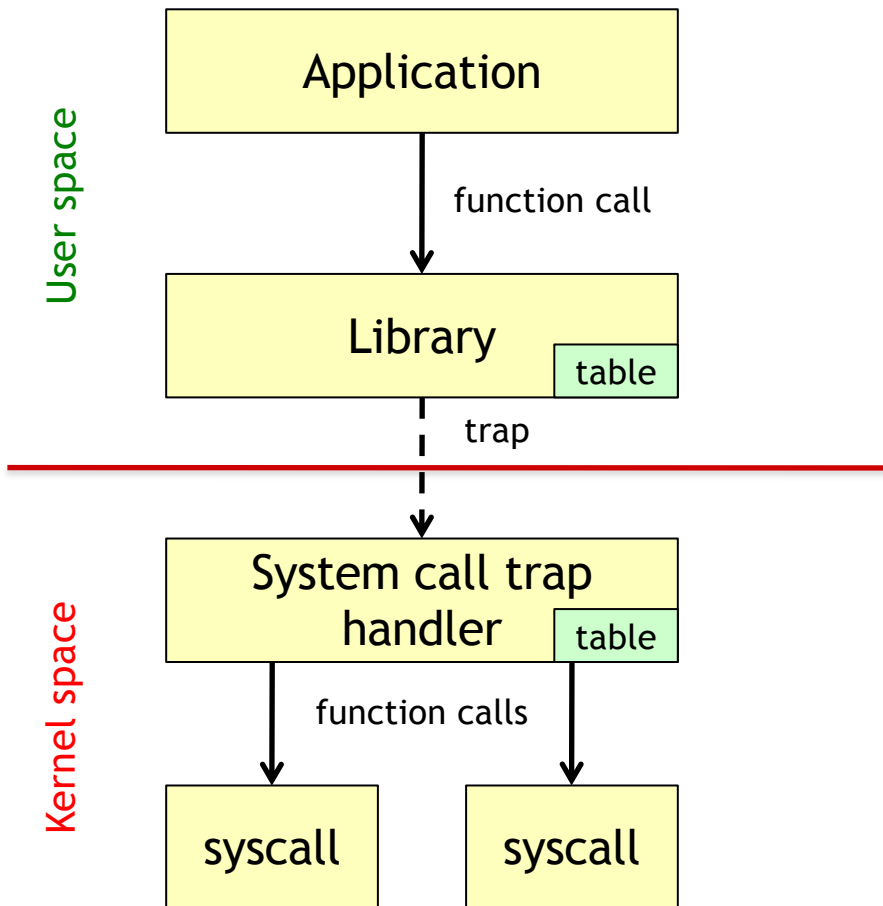 Application
User space
function call
Library
table
trap
System call trap
handler
table
Kernel space
function calls
syscall
syscall